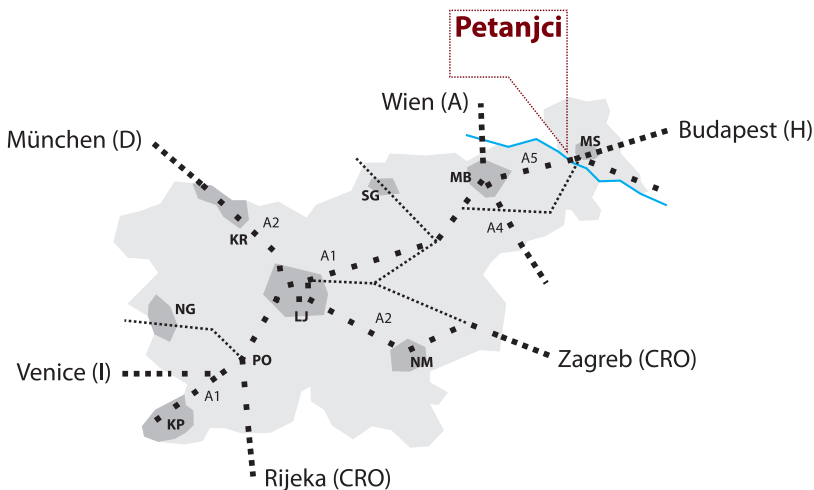 Petanjci
Wien (A)
Budapest (H)
München (D)
MS
A5
MB
SG
A2
A4
KR
A1
NG
LJ
A2
PO
NM
Zagreb (CRO)
Venice (I)
A1
KP
Rijeka (CRO)